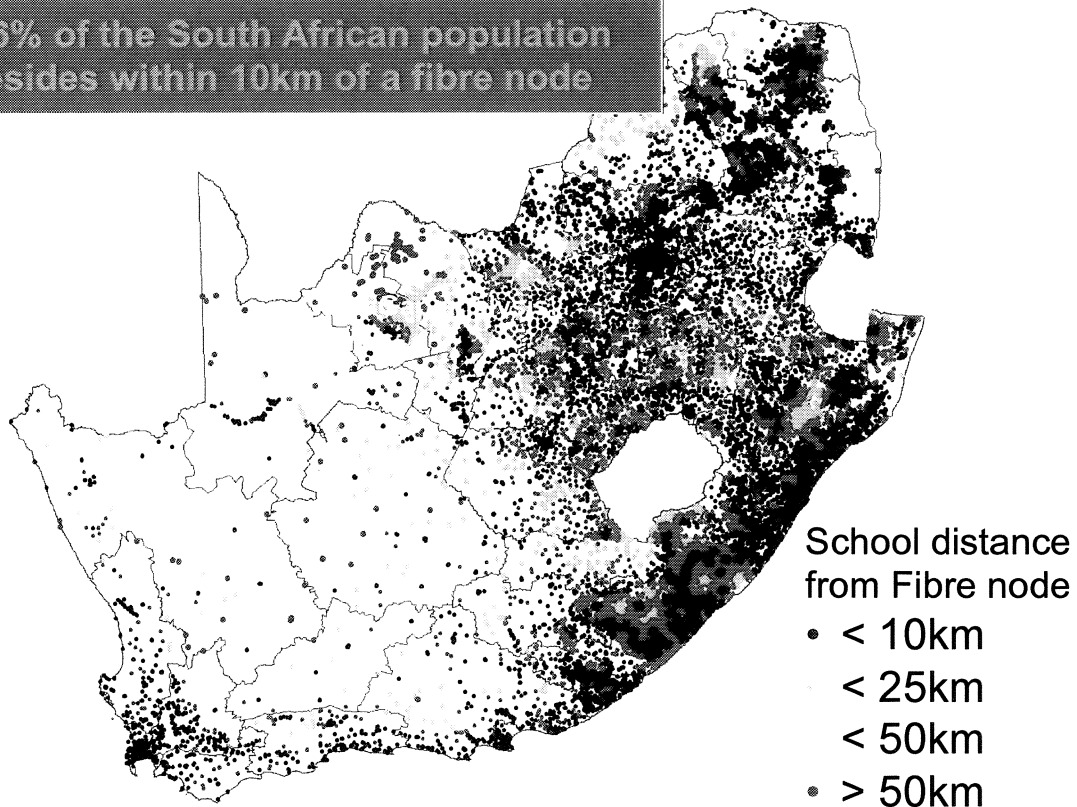 6% of the South African population
esides within 10km of a fibre node
School distance
from Fibre node
< 10km
< 25km
< 50km
> 50km